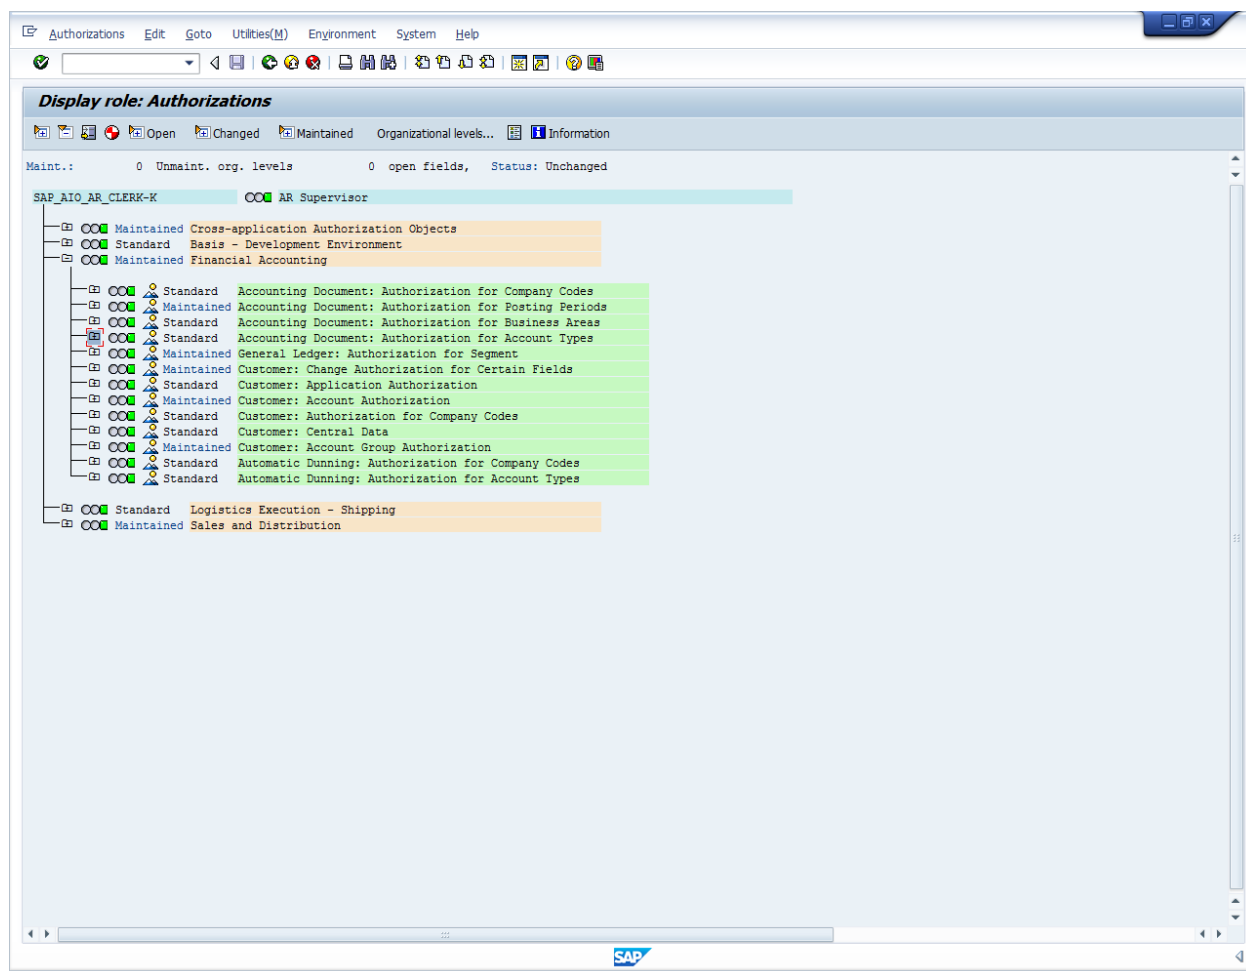 Authorizations Edit Goto Utilities(M) Environment System Help
Display role: Authorizations
Open Changed Maintained Organizational levels... Information
Maint.: 0 Unmaint. org. levels 0 open fields, Status: Unchanged
SAP_AIO_AR_CLERK-K AR Supervisor
Maintained Cross-application Authorization Objects
Standard Basis - Development Environment
Maintained Financial Accounting
Standard Accounting Document: Authorization for Company Codes
Maintained Accounting Document: Authorization for Posting Periods
Standard Accounting Document: Authorization for Business Areas
Standard Accounting Document: Authorization for Account Types
Maintained General Ledger: Authorization for Segment
Maintained Customer: Change Authorization for Certain Fields
Standard Customer: Application Authorization
Maintained Customer: Account Authorization
Standard Customer: Authorization for Company Codes
Standard Customer: Central Data
Maintained Customer: Account Group Authorization
Standard Automatic Dunning: Authorization for Company Codes
Standard Automatic Dunning: Authorization for Account Types
Standard Logistics Execution - Shipping
Maintained Sales and Distribution
SAP